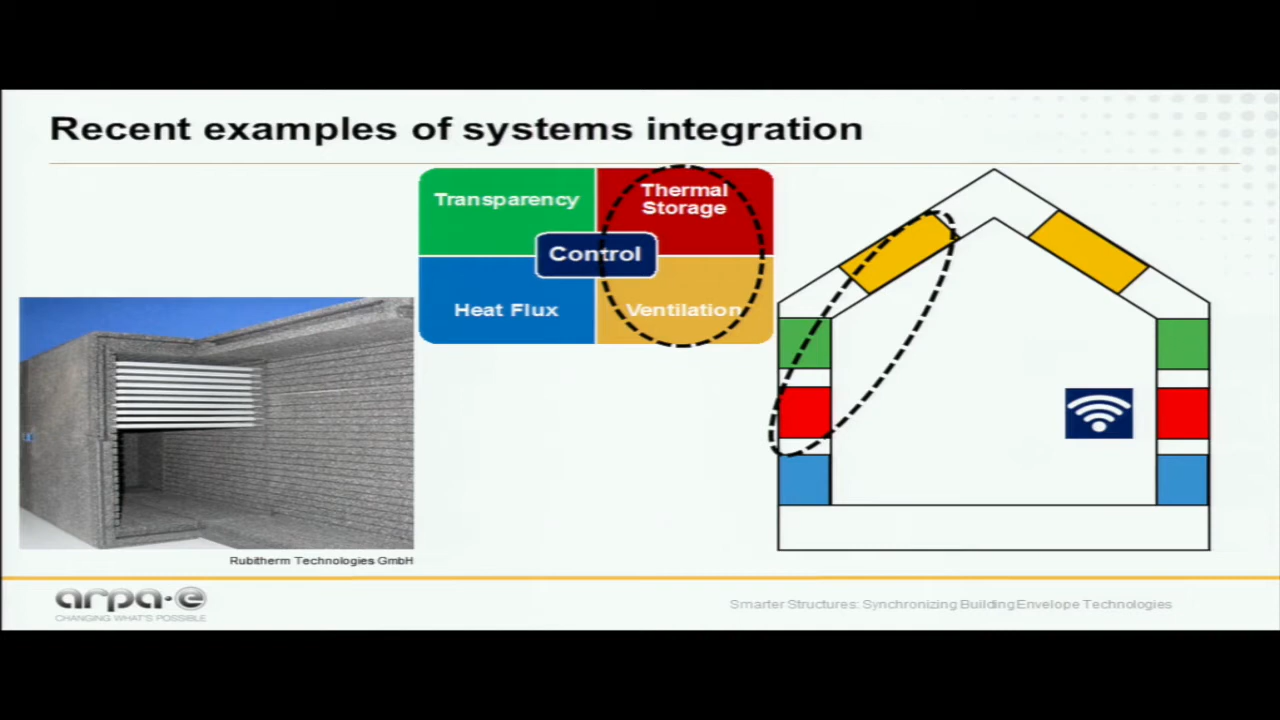 Recent examples of systems integration
Transparency
Thermal
Storage
Control
Heat Flux
Ventilation
Rubitherm Technologies GmbH
arpa·e
CHANGING WHAT'S POSSIBLE
Smarter Structures: Synchronizing Building Envelope Technologies